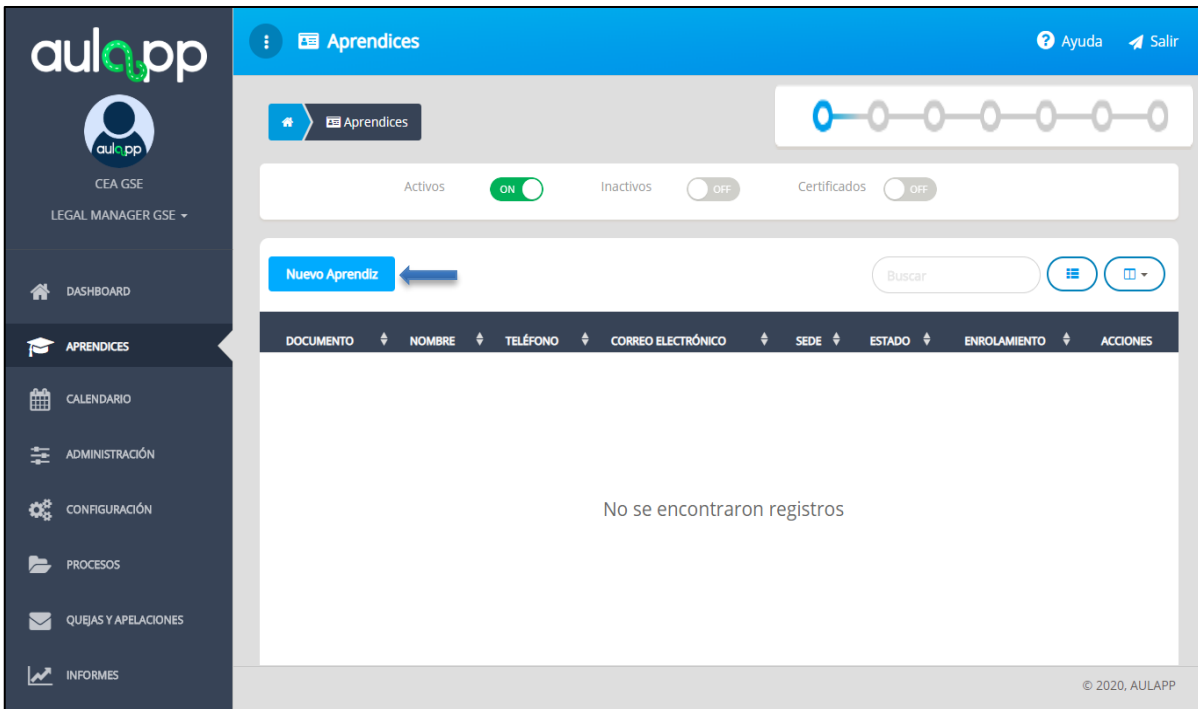 aulapp
Aprendices
Ayuda
Salir
aulapp
CEA GSE
LEGAL MANAGER GSE
Aprendices
Activos ON Inactivos OFF Certificados OFF
Nuevo Aprendiz
Buscar
DASHBOARD
APRENDICES
CALENDARIO
ADMINISTRACIÓN
CONFIGURACIÓN
PROCESOS
QUEJAS Y APELACIONES
INFORMES
DOCUMENTO NOMBRE TELÉFONO CORREO ELECTRÓNICO SEDE ESTADO ENROLAMIENTO ACCIONES
No se encontraron registros
© 2020, AULAPP